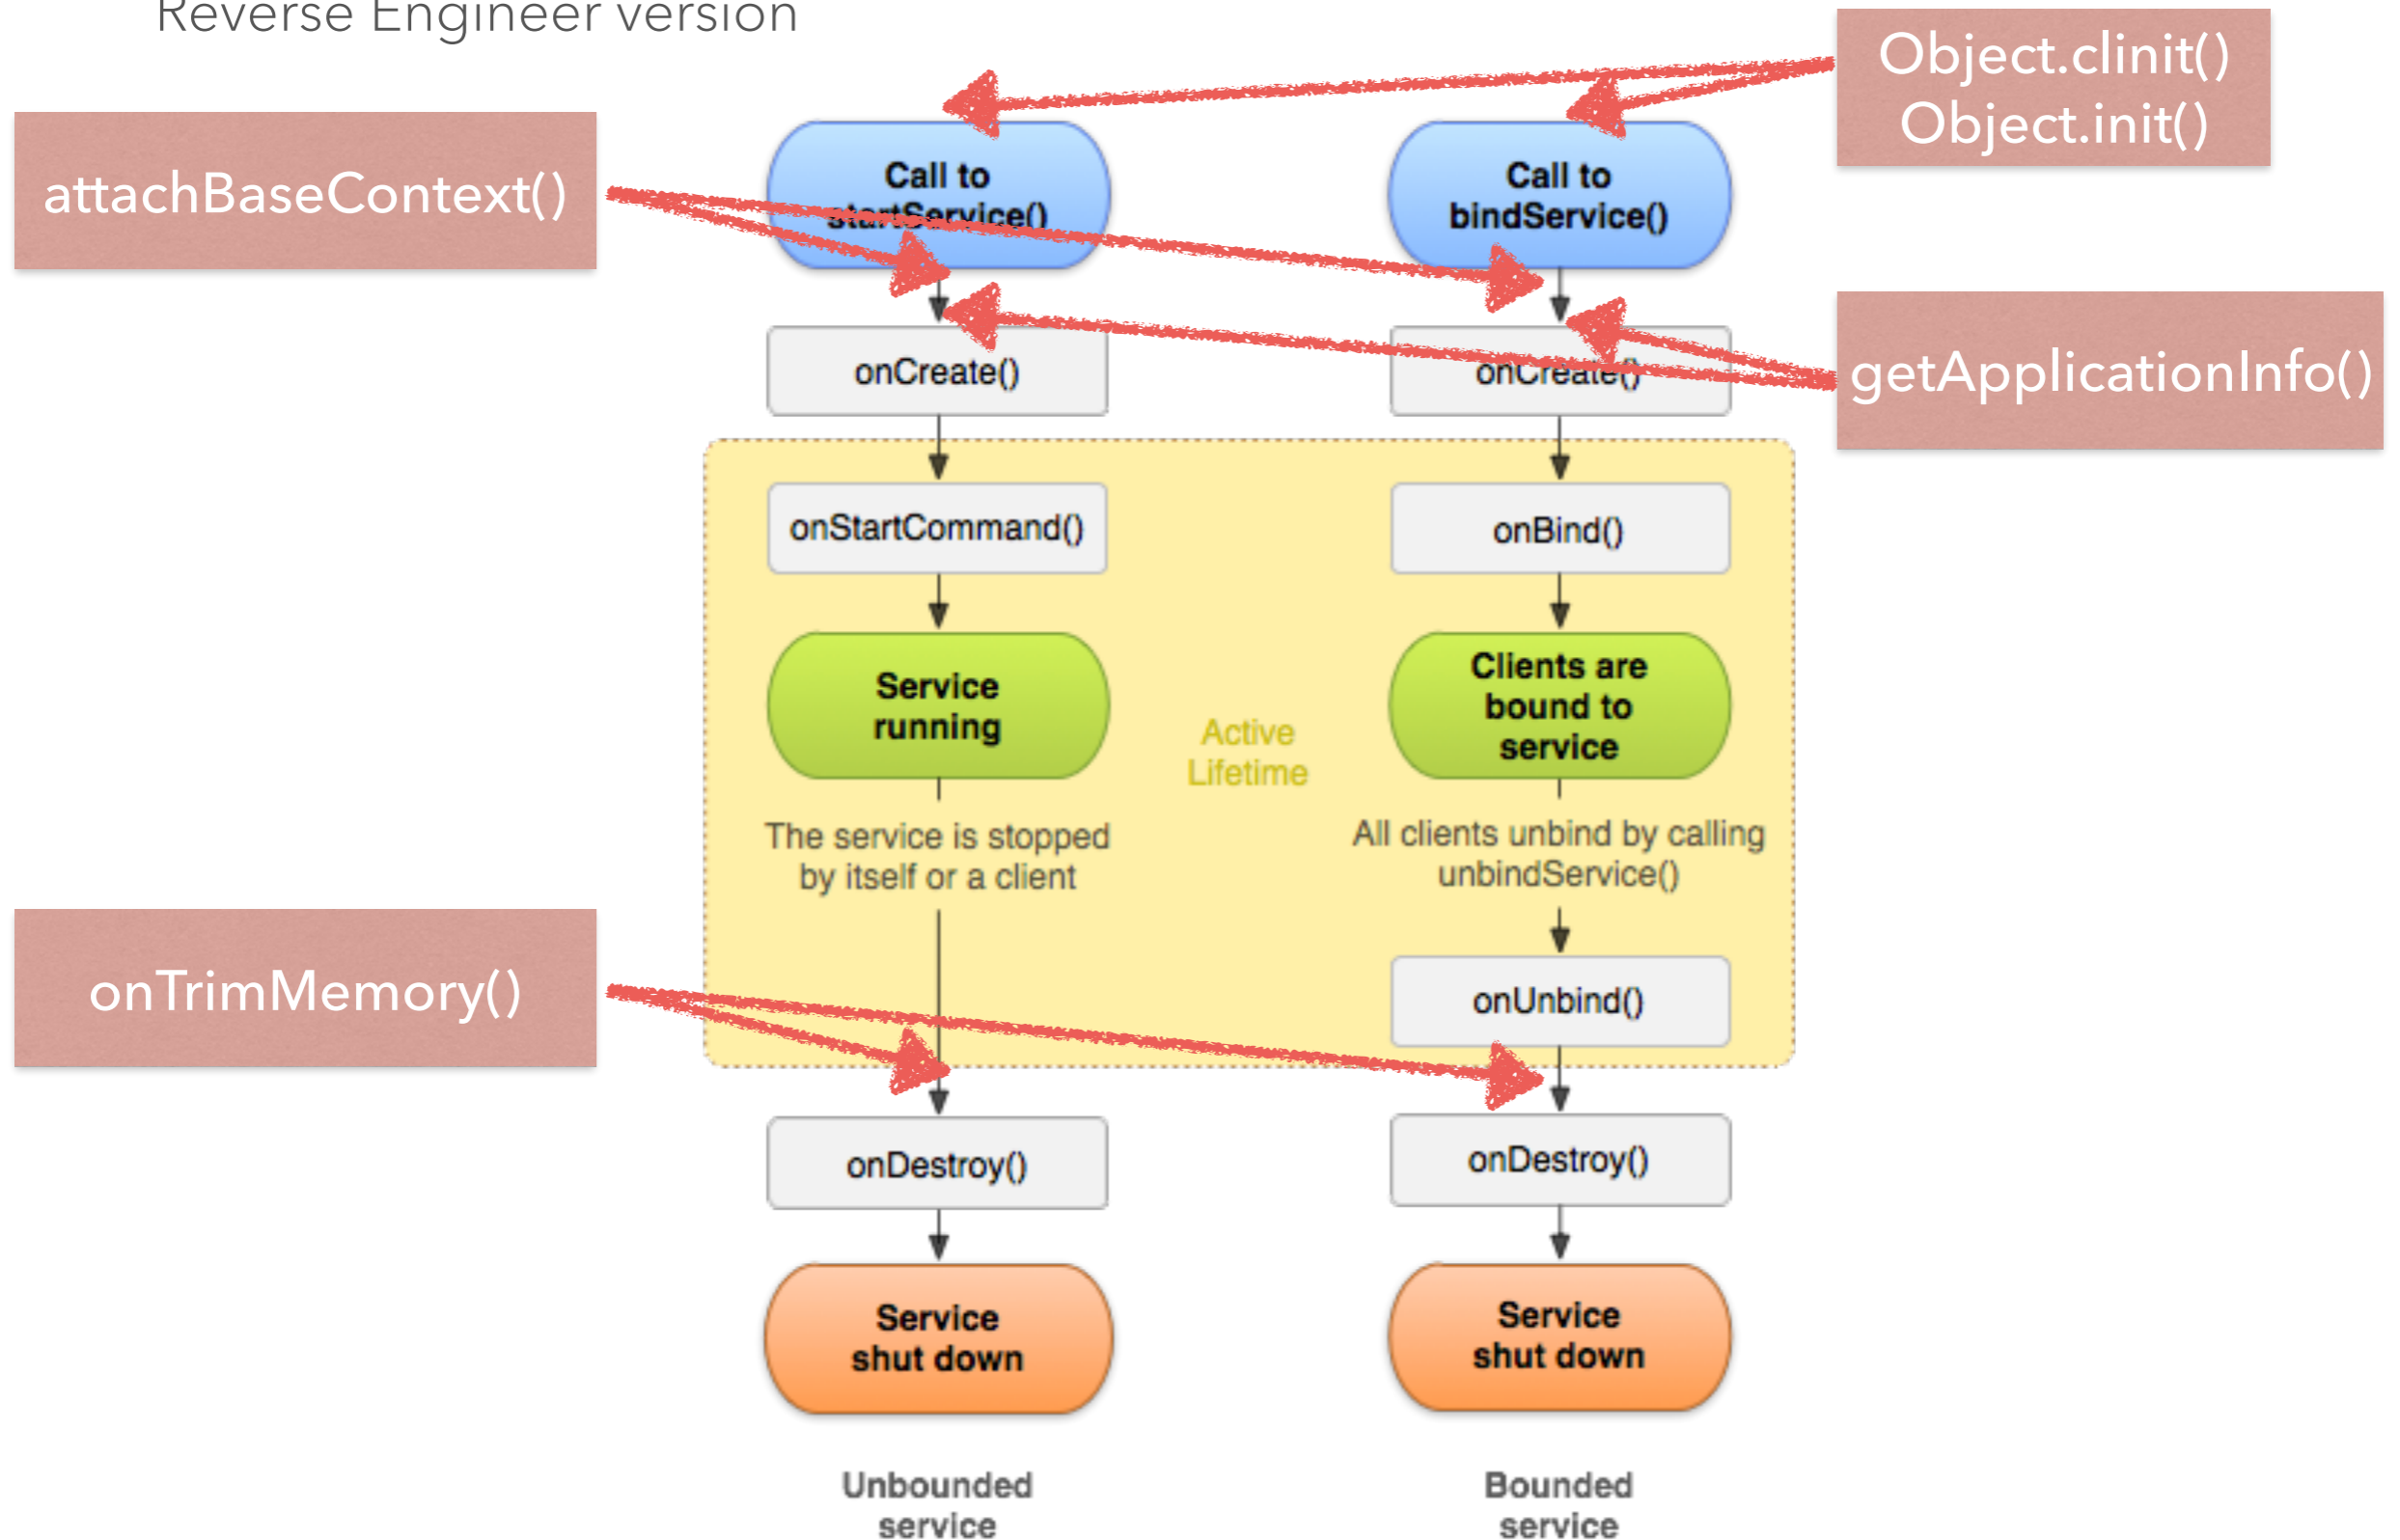 Reverse Engineer version
Object.clinit()
Object.init()
attachBaseContext()
Call to
startService()
Call to
bindService()
getApplicationInfo()
onCreate()
onCreate()
onStartCommand()
onBind()
Service
running
Clients are
bound to
service
Active
Lifetime
The service is stopped
by itself or a client
All clients unbind by calling
unbindService()
onTrimMemory()
onUnbind()
onDestroy()
onDestroy()
Service
shut down
Service
shut down
Unbounded
service
Bounded
service